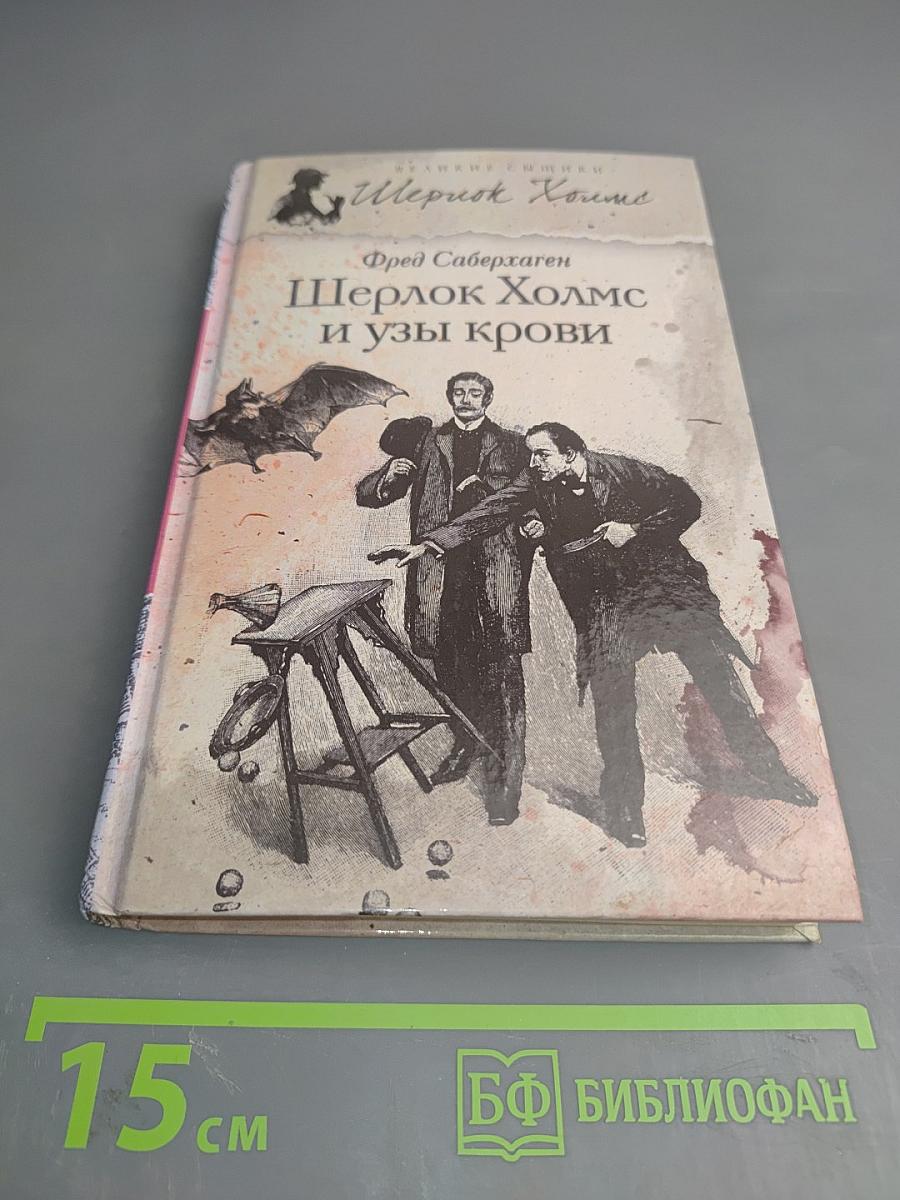 ВЕЛИКИЕ СЫЩИКИ
Шерлок Холмс
Фред Саберхаген
Шерлок Холмс
и узы крови
15 см
БФ БИБЛИОФАН